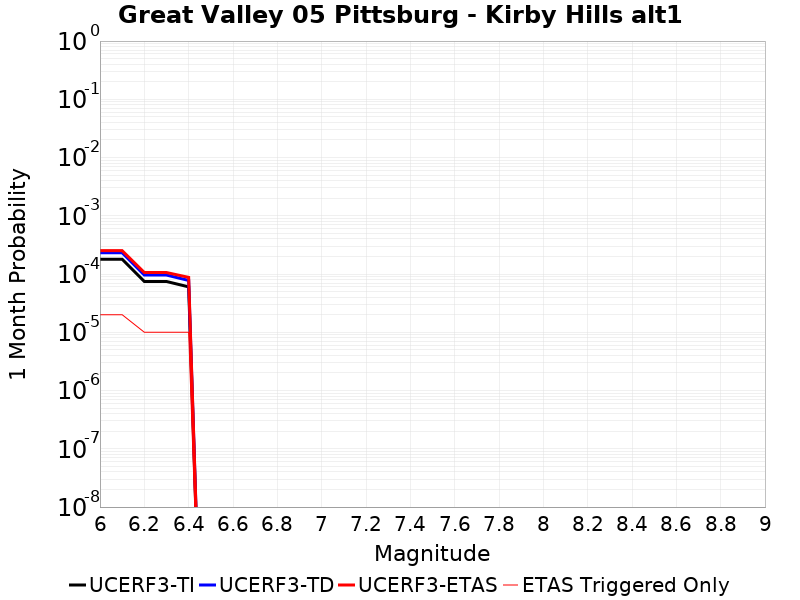 Great Valley 05 Pittsburg - Kirby Hills alt1
1 Month Probability
10^0
10^-1
10^-2
10^-3
10^-4
10^-5
10^-6
10^-7
10^-8
6 6.2 6.4 6.6 6.8 7 7.2 7.4 7.6 7.8 8 8.2 8.4 8.6 8.8 9
Magnitude
UCERF3-TI UCERF3-TD UCERF3-ETAS ETAS Triggered Only